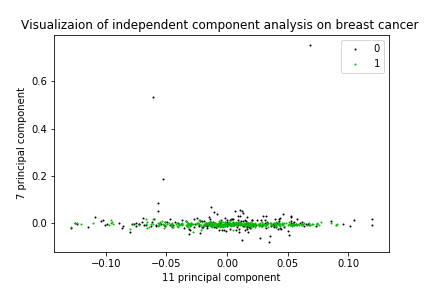 Visualizaion of independent component analysis on breast cancer
0
1
7 principal component
0.6
0.4
0.2
0.0
−0.10 −0.05 0.00 0.05 0.10
11 principal component